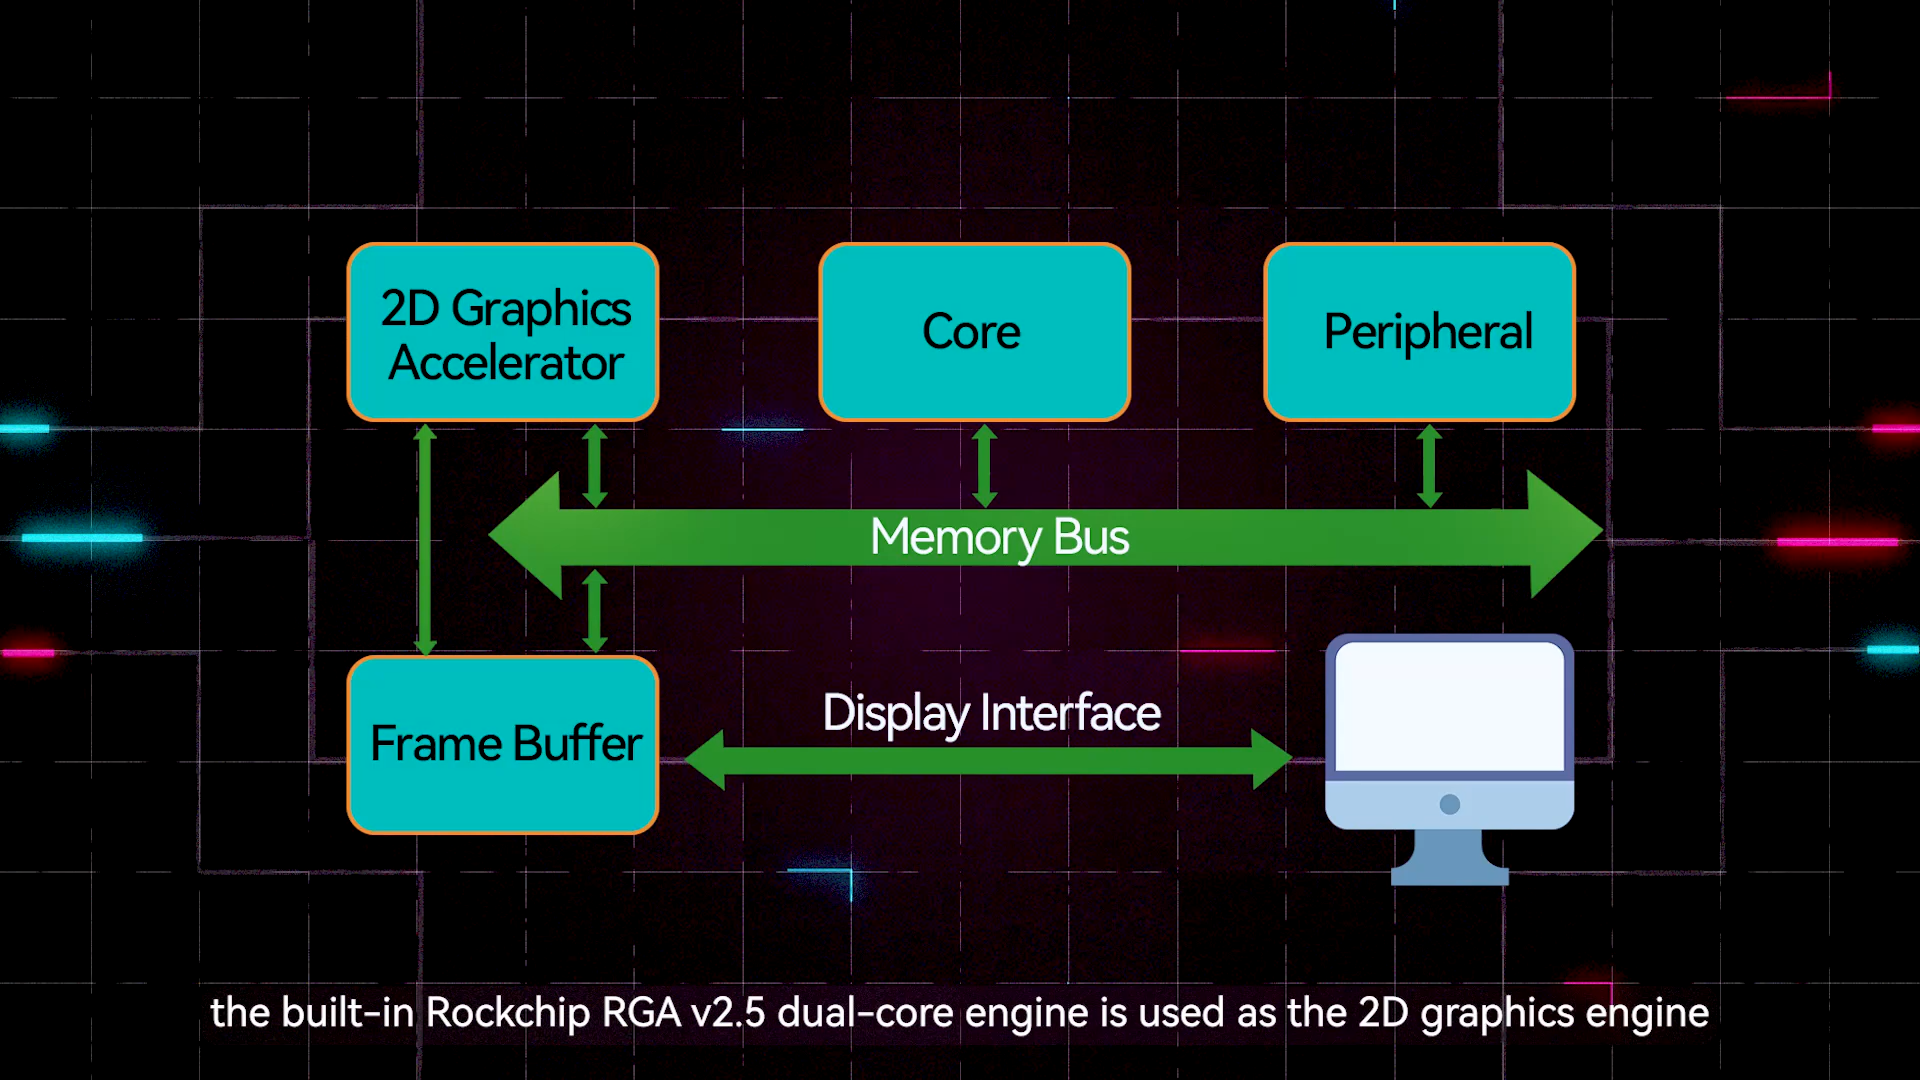 2D Graphics
Accelerator
Core
Peripheral
Memory Bus
Frame Buffer
Display Interface
the built-in Rockchip RGA v2.5 dual-core engine is used as the 2D graphics engine